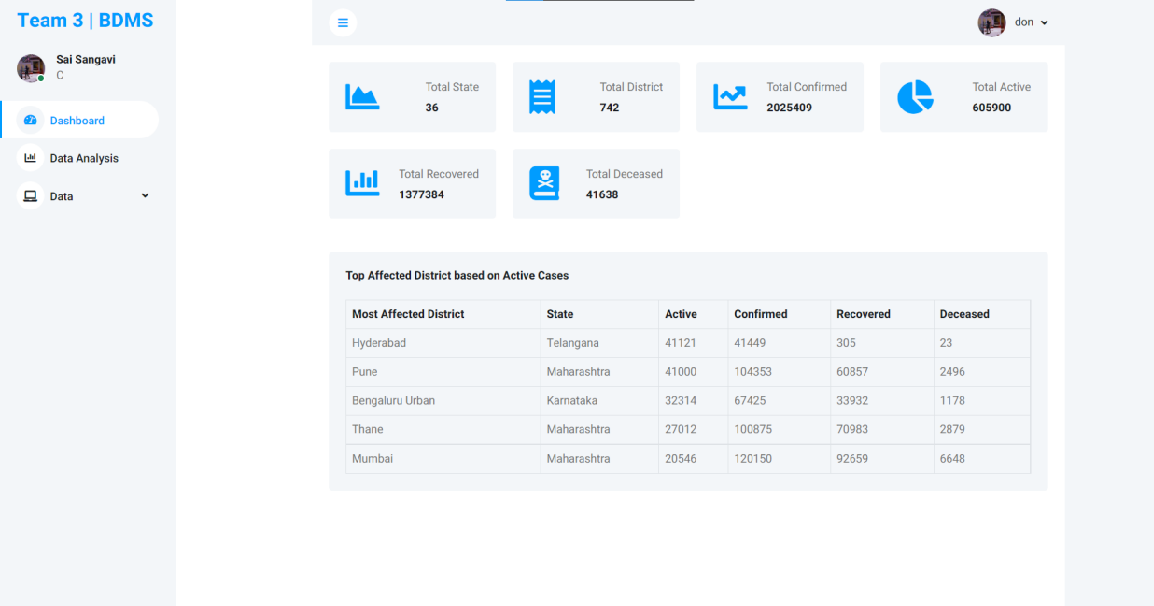 Team 3 | BDMS
Sai Sangavi
C
Dashboard
Data Analysis
Data
don
Total State
36
Total District
742
Total Confirmed
2025409
Total Active
605900
Total Recovered
1377384
Total Deceased
41638
Top Affected District based on Active Cases
Most Affected District State Active Confirmed Recovered Deceased
Hyderabad Telangana 41121 41449 305 23
Pune Maharashtra 41000 104353 60857 2496
Bengaluru Urban Karnataka 32314 67425 33932 1178
Thane Maharashtra 27012 100875 70983 2879
Mumbai Maharashtra 20546 120150 92659 6648